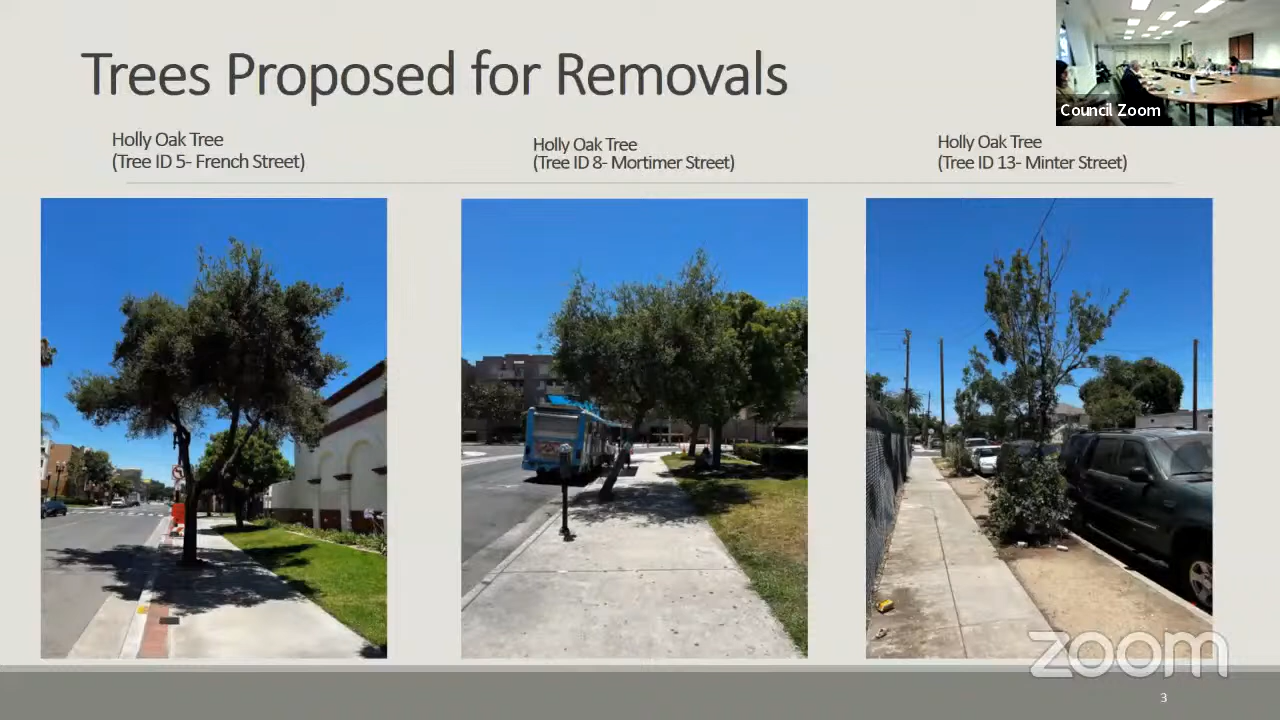 Trees Proposed for Removals
Council Zoom
Holly Oak Tree
(Tree ID 5- French Street)
Holly Oak Tree
(Tree ID 8- Mortimer Street)
Holly Oak Tree
(Tree ID 13- Minter Street)
zoom
3